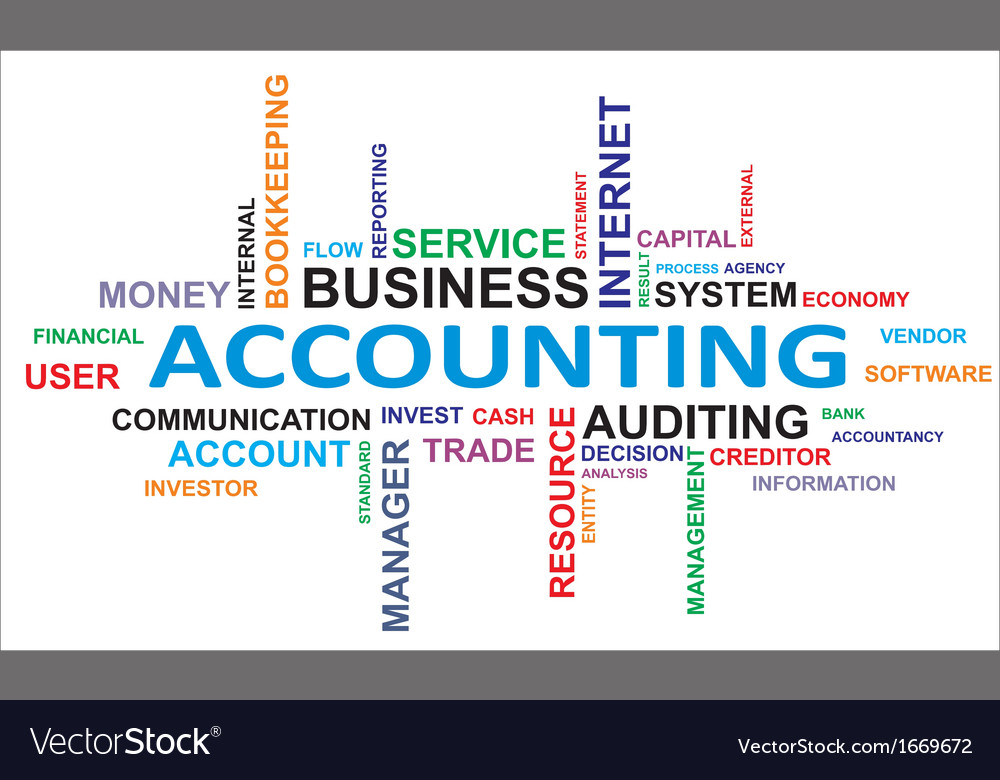 BOOKKEEPING
INTERNET
REPORTING
EXTERNAL
STATEMENT
INTERNAL
FLOW
SERVICE
CAPITAL
RESULT
PROCESS
AGENCY
MONEY
BUSINESS
SYSTEM
ECONOMY
FINANCIAL
ACCOUNTING
VENDOR
USER
SOFTWARE
COMMUNICATION
INVEST
CASH
RESOURCE
AUDITING
BANK
ACCOUNTANCY
ACCOUNT
STANDARD
MANAGER
TRADE
DECISION
MANAGEMENT
CREDITOR
ANALYSIS
INVESTOR
ENTITY
INFORMATION
VectorStock®
VectorStock.com/1669672